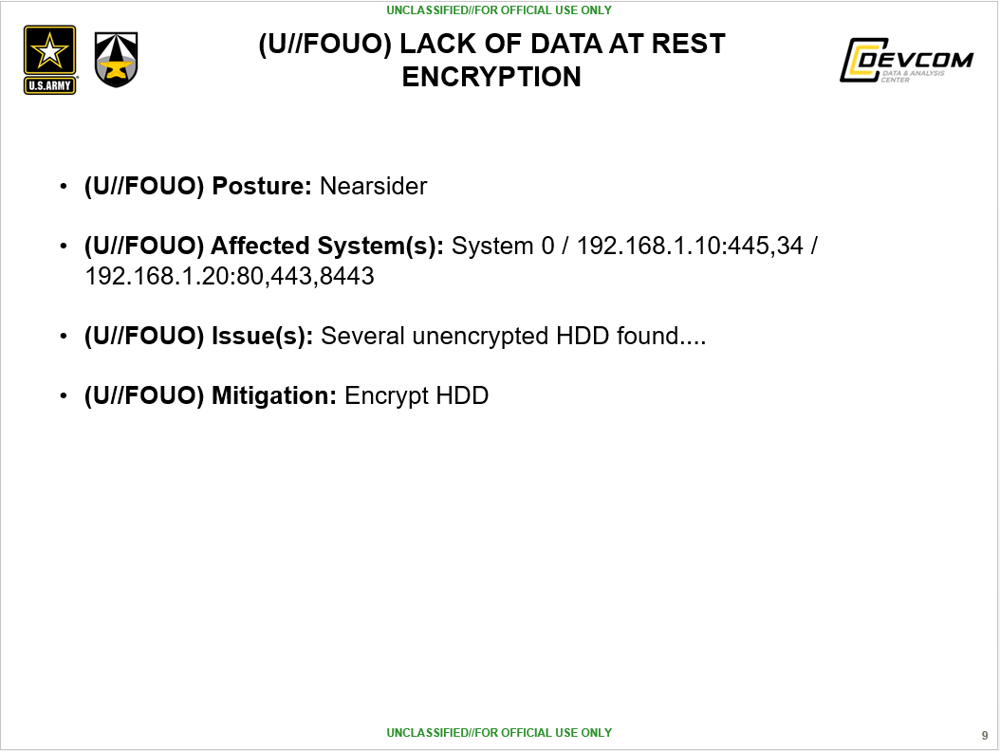 UNCLASSIFIED//FOR OFFICIAL USE ONLY
(U//FOUO) LACK OF DATA AT REST
ENCRYPTION
U.S.ARMY
DEVCOM
DATA & ANALYSIS
CENTER
• (U//FOUO) Posture: Nearsider
• (U//FOUO) Affected System(s): System 0 / 192.168.1.10:445,34 /
192.168.1.20:80,443,8443
• (U//FOUO) Issue(s): Several unencrypted HDD found....
• (U//FOUO) Mitigation: Encrypt HDD
UNCLASSIFIED//FOR OFFICIAL USE ONLY
9